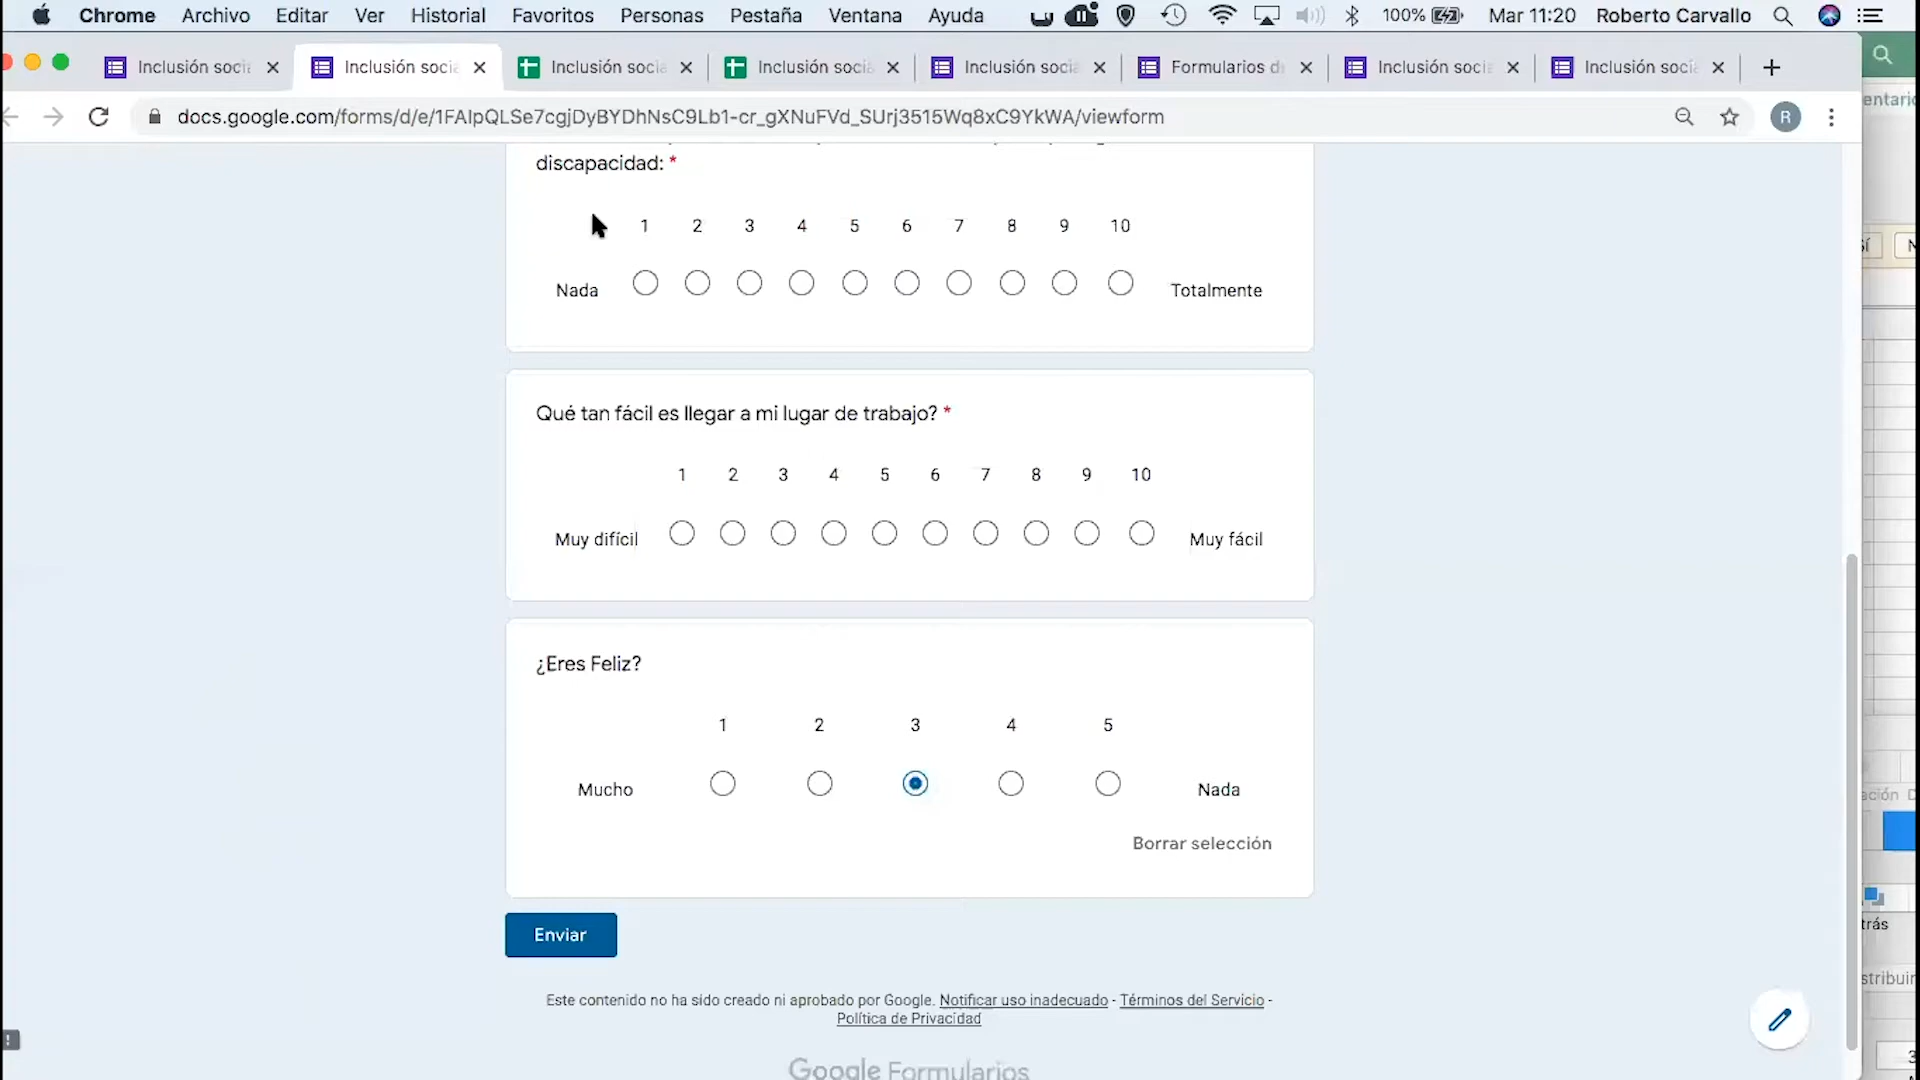 Chrome Archivo Editar Ver Historial Favoritos Personas Pestaña Ventana Ayuda 100% Mar 11:20 Roberto Carvallo
Inclusión soci Inclusión soci Inclusión soci Inclusión soci Inclusión soci Formularios d Inclusión soci Inclusión soci
docs.google.com/forms/d/e/1FAIpQLSe7cgjDyBYDhNsC9Lb1-cr_gXNuFVd_SUrj3515Wq8xC9YkWA/viewform R
discapacidad: *
1 2 3 4 5 6 7 8 9 10
Nada Totalmente
Qué tan fácil es llegar a mi lugar de trabajo? *
1 2 3 4 5 6 7 8 9 10
Muy difícil Muy fácil
¿Eres Feliz?
1 2 3 4 5
Mucho Nada
Borrar selección
Enviar
trás
Este contenido no ha sido creado ni aprobado por Google. Notificar uso inadecuado - Términos del Servicio -
Política de Privacidad
Google Formularios